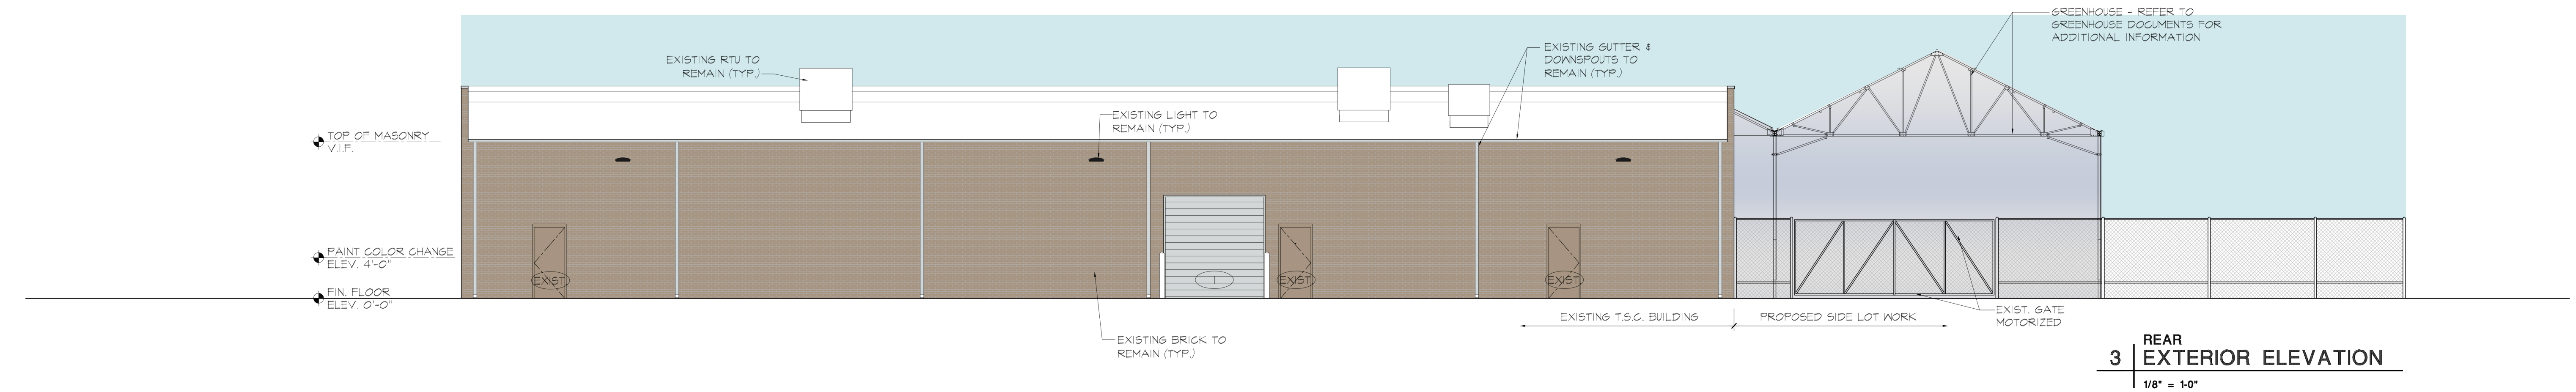 GREENHOUSE - REFER TO
GREENHOUSE DOCUMENTS FOR
ADDITIONAL INFORMATION
EXISTING RTU TO
REMAIN (TYP.)
EXISTING GUTTER &
DOWNSPOUTS TO
REMAIN (TYP.)
EXISTING LIGHT TO
REMAIN (TYP.)
TOP OF MASONRY
V.I.F.
PAINT COLOR CHANGE
ELEV. 4'-0"
FIN. FLOOR
ELEV. 0'-0"
EXIST
1
EXIST
EXIST
EXISTING T.S.C. BUILDING
PROPOSED SIDE LOT WORK
EXIST. GATE
MOTORIZED
EXISTING BRICK TO
REMAIN (TYP.)
REAR
3 EXTERIOR ELEVATION
1/8" = 1-0"